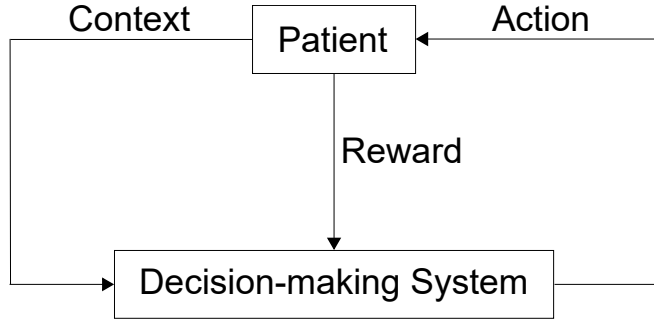 Context
Patient
Action
Reward
Decision-making System